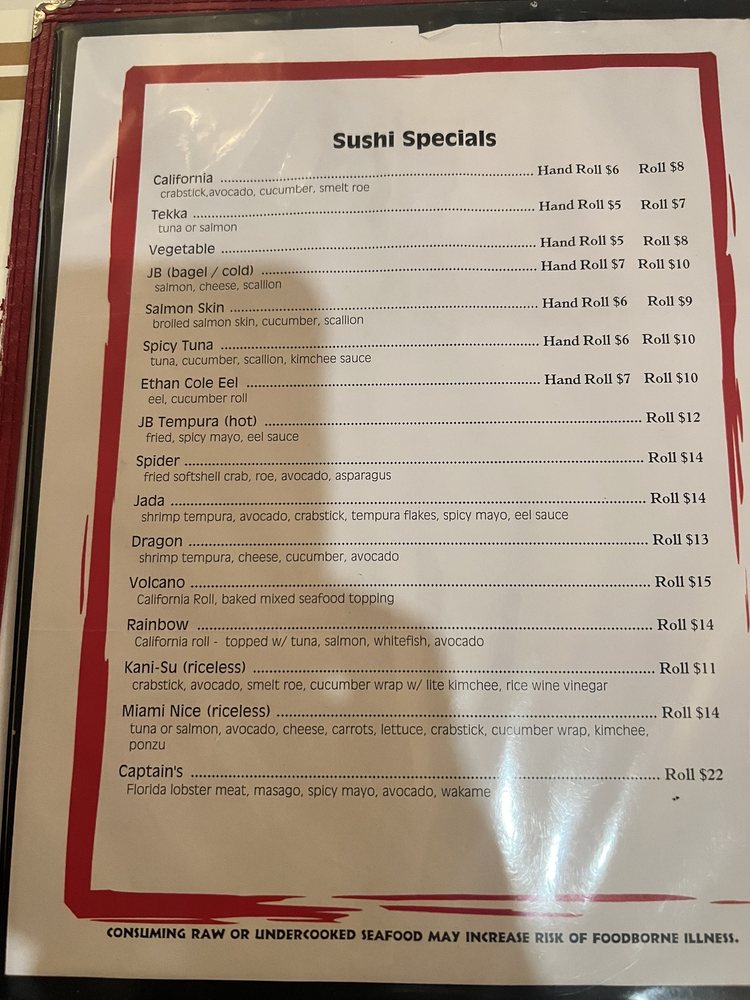 Sushi Specials
California ........ Hand Roll $6 Roll $8
crabstick,avocado, cucumber, smelt roe
Tekka ........ Hand Roll $5 Roll $7
tuna or salmon
Vegetable ........ Hand Roll $5 Roll $8
JB (bagel / cold) ........ Hand Roll $7 Roll $10
salmon, cheese, scallion
Salmon Skin ........ Hand Roll $6 Roll $9
broiled salmon skin, cucumber, scallion
Spicy Tuna ........ Hand Roll $6 Roll $10
tuna, cucumber, scallion, kimchee sauce
Ethan Cole Eel ........ Hand Roll $7 Roll $10
eel, cucumber roll
JB Tempura (hot) ........ Roll $12
fried, spicy mayo, eel sauce
Spider ........ Roll $14
fried softshell crab, roe, avocado, asparagus
Jada ........ Roll $14
shrimp tempura, avocado, crabstick, tempura flakes, spicy mayo, eel sauce
Dragon ........ Roll $13
shrimp tempura, cheese, cucumber, avocado
Volcano ........ Roll $15
California Roll, baked mixed seafood topping
Rainbow ........ Roll $14
California roll - topped w/ tuna, salmon, whitefish, avocado
Kani-Su (riceless) ........ Roll $11
crabstick, avocado, smelt roe, cucumber wrap w/ lite kimchee, rice wine vinegar
Miami Nice (riceless) ........ Roll $14
tuna or salmon, avocado, cheese, carrots, lettuce, crabstick, cucumber wrap, kimchee,
ponzu
Captain's ........ Roll $22
Florida lobster meat, masago, spicy mayo, avocado, wakame
CONSUMING RAW OR UNDERCOOKED SEAFOOD MAY INCREASE RISK OF FOODBORNE ILLNESS.